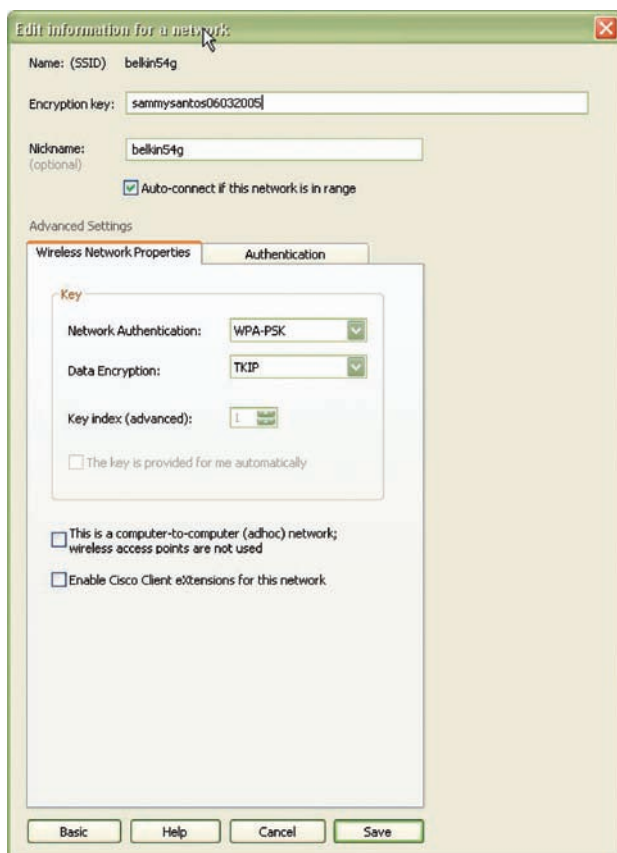 Edit information for a network
Name: (SSID) belkin54g
Encryption key: sammysantos06032005
Nickname: belkin54g
(optional)
Auto-connect if this network is in range
Advanced Settings
Wireless Network Properties Authentication
Key
Network Authentication: WPA-PSK
Data Encryption: TKIP
Key index (advanced): 1
The key is provided for me automatically
This is a computer-to-computer (adhoc) network;
wireless access points are not used
Enable Cisco Client eXtensions for this network
Basic Help Cancel Save